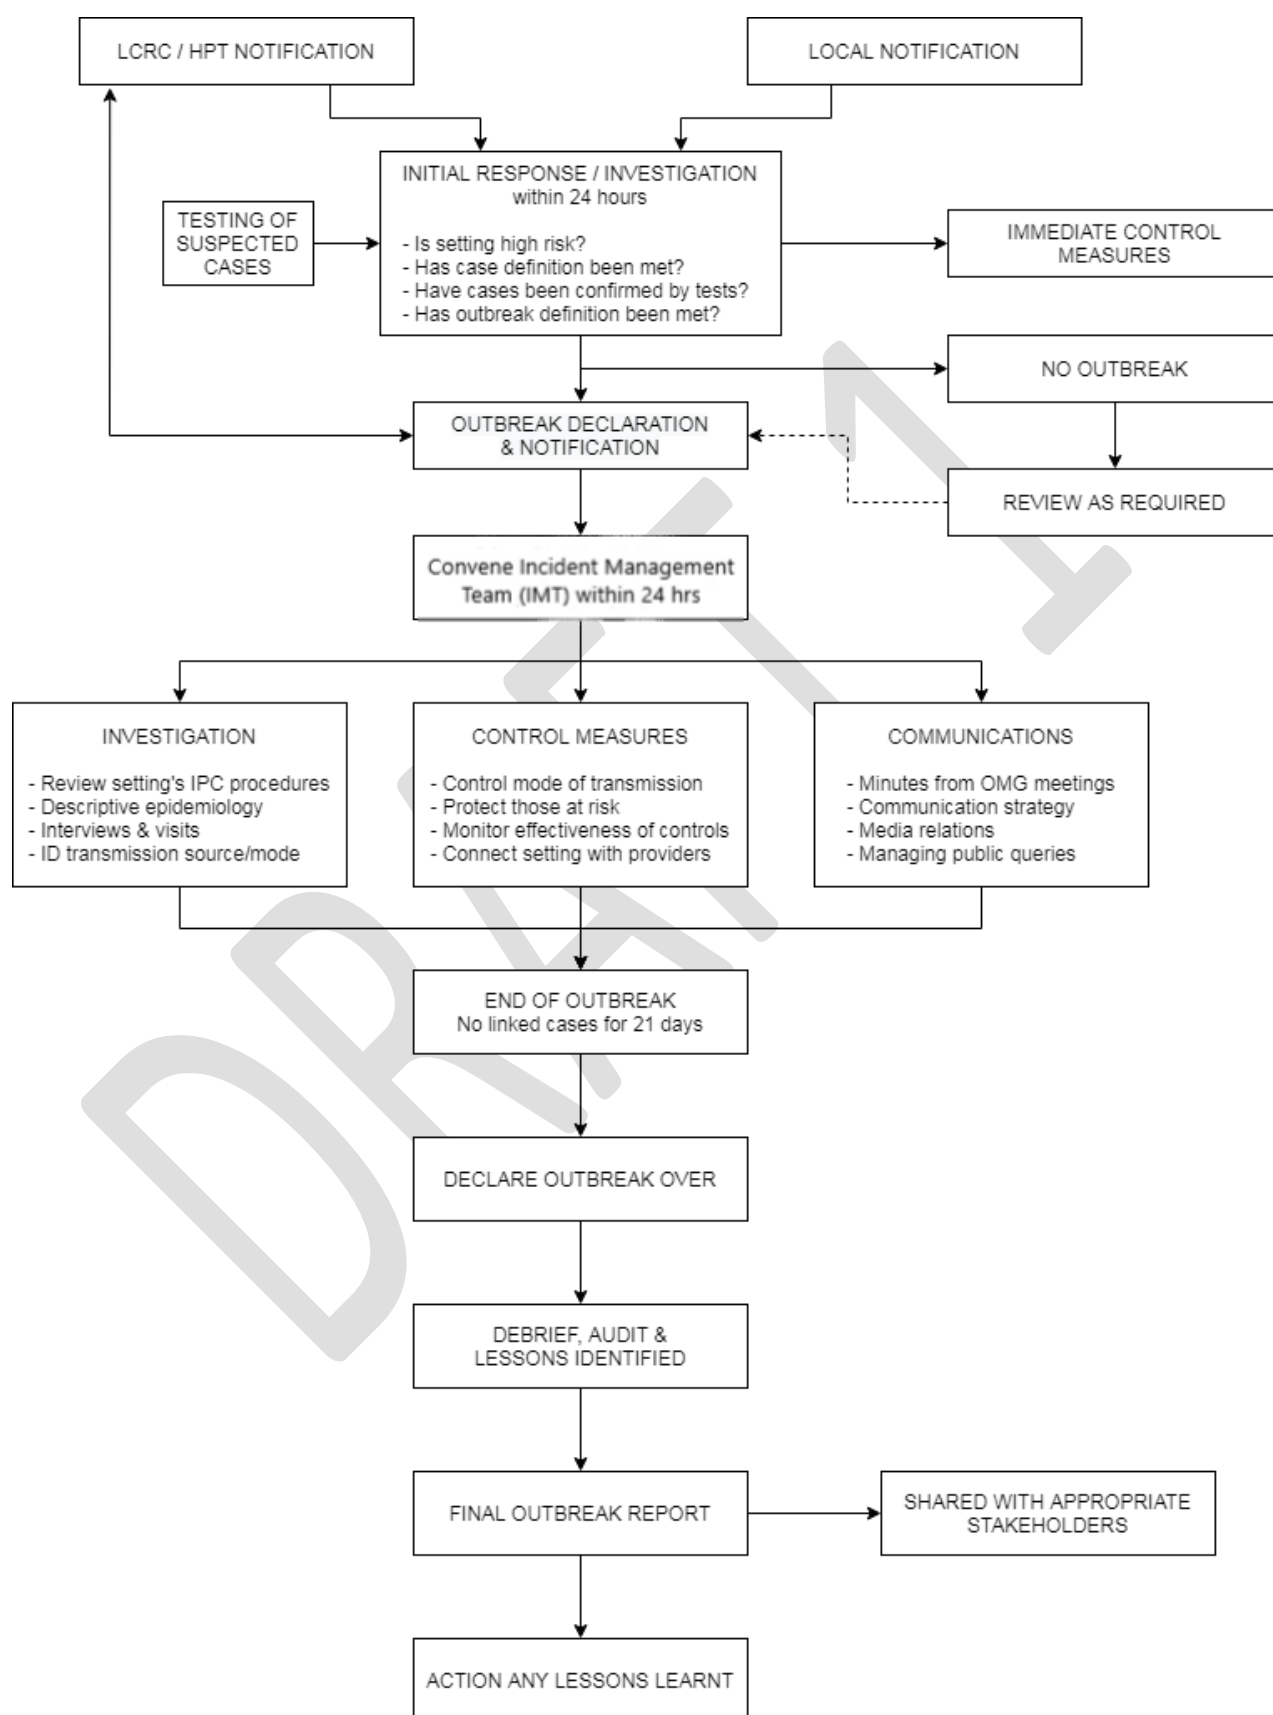 LCRC / HPT NOTIFICATION
LOCAL NOTIFICATION
INITIAL RESPONSE / INVESTIGATION
within 24 hours
- Is setting high risk?
- Has case definition been met?
- Have cases been confirmed by tests?
- Has outbreak definition been met?
TESTING OF
SUSPECTED
CASES
IMMEDIATE CONTROL
MEASURES
NO OUTBREAK
OUTBREAK DECLARATION
& NOTIFICATION
REVIEW AS REQUIRED
Convene Incident Management
Team (IMT) within 24 hrs
INVESTIGATION
- Review setting's IPC procedures
- Descriptive epidemiology
- Interviews & visits
- ID transmission source/mode
CONTROL MEASURES
- Control mode of transmission
- Protect those at risk
- Monitor effectiveness of controls
- Connect setting with providers
COMMUNICATIONS
- Minutes from OMG meetings
- Communication strategy
- Media relations
- Managing public queries
END OF OUTBREAK
No linked cases for 21 days
DECLARE OUTBREAK OVER
DEBRIEF, AUDIT &
LESSONS IDENTIFIED
FINAL OUTBREAK REPORT
SHARED WITH APPROPRIATE
STAKEHOLDERS
ACTION ANY LESSONS LEARNT
DRAFT 1